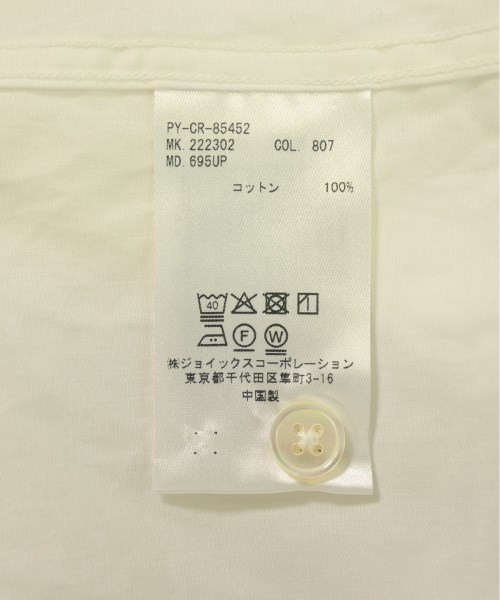 PY-CR-85452
MK. 222302 COL. 807
MD. 695UP
コットン 100%
40
F W
㈱ジョイックスコーポレーション
東京都千代田区隼町3-16
中国製